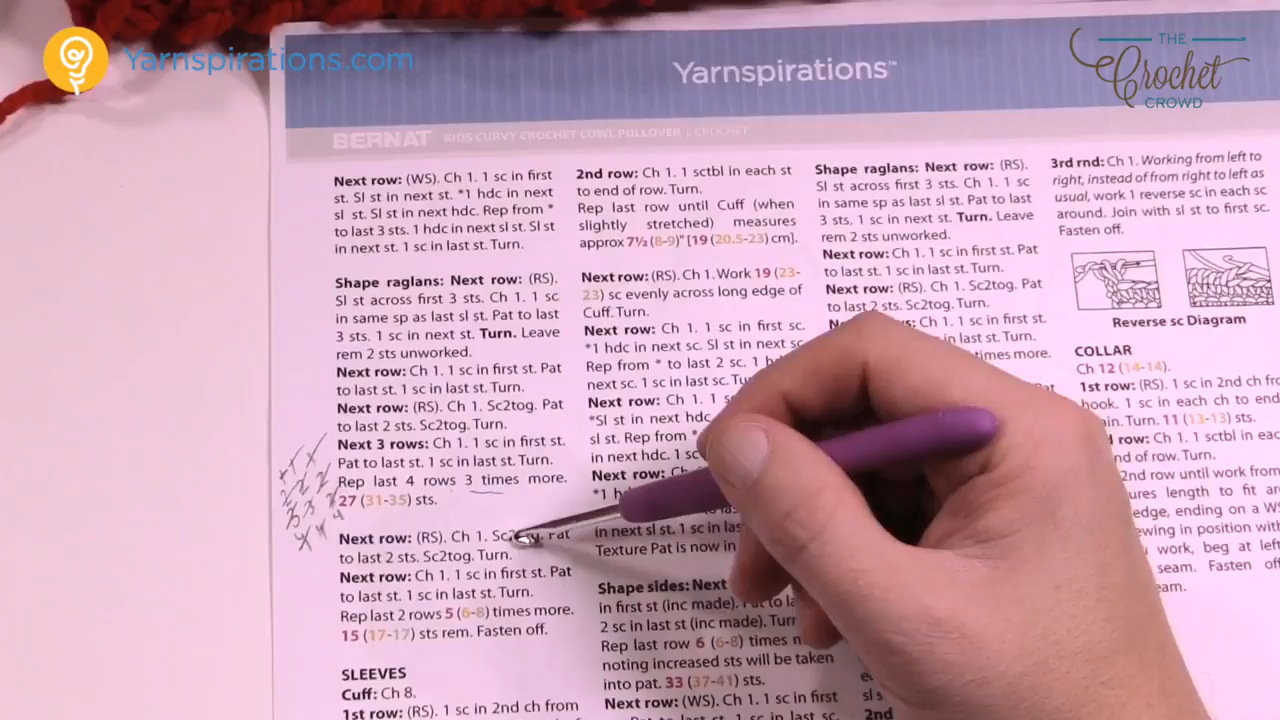 Yarnspirations.com
THE
Crochet
CROWD
Yarnspirations™
BERNAT KIDS CURVY CROCHET COWL PULLOVER | CROCHET
Next row: (WS). Ch 1. 1 sc in first
st. Sl st in next st. *1 hdc in next
sl st. Sl st in next hdc. Rep from *
to last 3 sts. 1 hdc in next sl st. Sl st
in next st. 1 sc in last st. Turn.
Shape raglans: Next row: (RS).
Sl st across first 3 sts. Ch 1. 1 sc
in same sp as last sl st. Pat to last
3 sts. 1 sc in next st. Turn. Leave
rem 2 sts unworked.
Next row: Ch 1. 1 sc in first st. Pat
to last st. 1 sc in last st. Turn.
Next row: (RS). Ch 1. Sc2tog. Pat
to last 2 sts. Sc2tog. Turn.
Next 3 rows: Ch 1. 1 sc in first st.
Pat to last st. 1 sc in last st. Turn.
Rep last 4 rows 3 times more.
27 (31-35) sts.
Next row: (RS). Ch 1. Pat
to last 2 sts. Sc2tog. Turn.
Next row: Ch 1. 1 sc in first st. Pat
to last st. 1 sc in last st. Turn.
Rep last 2 rows 5 (6-8) times more.
15 (17-17) sts rem. Fasten off.
SLEEVES
Cuff: Ch 8.
1st row: (RS). 1 sc in 2nd ch from
2nd row: Ch 1. 1 sctbl in each st
to end of row. Turn.
Rep last row until Cuff (when
slightly stretched) measures
approx 7½ (8-9)" [19 (20.5-23) cm].
Next row: (RS). Ch 1. Work 19 (23-
23) sc evenly across long edge of
Cuff. Turn.
Next row: Ch 1. 1 sc in first sc.
*1 hdc in next sc. Sl st in next sc.
Rep from * to last 2 sc. 1 hdc in
next sc. 1 sc in last sc.
Next row: Ch 1. 1
*Sl st in next hdc.
sl st. Rep from *
in next hdc. 1
Next row:
in next sl st. 1 sc in las
Texture Pat is now in
Shape sides: Next
in first st (inc made). Pat to la
2 sc in last st (inc made). Turn
Rep last row 6 (6-8) times
noting increased sts will be taken
into pat. 33 (37-41) sts.
Next row: (WS). Ch 1. 1 sc in first
Shape raglans: Next row: (RS).
Sl st across first 3 sts. Ch 1. 1 sc
in same sp as last sl st. Pat to last
3 sts. 1 sc in next st. Turn. Leave
rem 2 sts unworked.
Next row: Ch 1. 1 sc in first st. Pat
to last st. 1 sc in last st. Turn.
Next row: (RS). Ch 1. Sc2tog. Pat
to last 2 sts. Sc2tog. Turn.
Ch 1. 1 sc in first st.
in last st. Turn.
times more.
2nd
3rd rnd: Ch 1. Working from left to
right, instead of from right to left as
usual, work 1 reverse sc in each sc
around. Join with sl st to first sc.
Fasten off.
Reverse sc Diagram
COLLAR
Ch 12 (14-14).
1st row: (RS). 1 sc in 2nd ch from
hook. 1 sc in each ch to end
Turn. 11 (13-13) sts.
row: Ch 1. 1 sctbl in each
end of row. Turn.
2nd row until work from
length to fit
edge, ending on a WS
in position
work, beg at left
seam. Fasten off